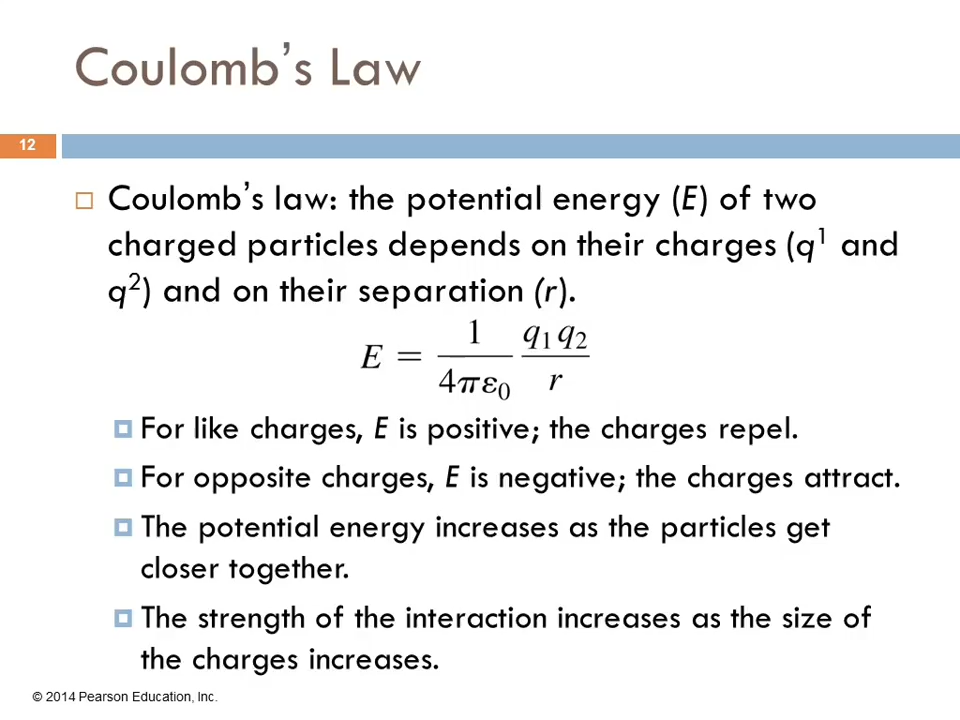 Coulomb’s Law
12
Coulomb’s law: the potential energy (E) of two
charged particles depends on their charges (q¹ and
q²) and on their separation (r).
E = 1/4πε₀ q₁q₂/r
For like charges, E is positive; the charges repel.
For opposite charges, E is negative; the charges attract.
The potential energy increases as the particles get
closer together.
The strength of the interaction increases as the size of
the charges increases.
© 2014 Pearson Education, Inc.